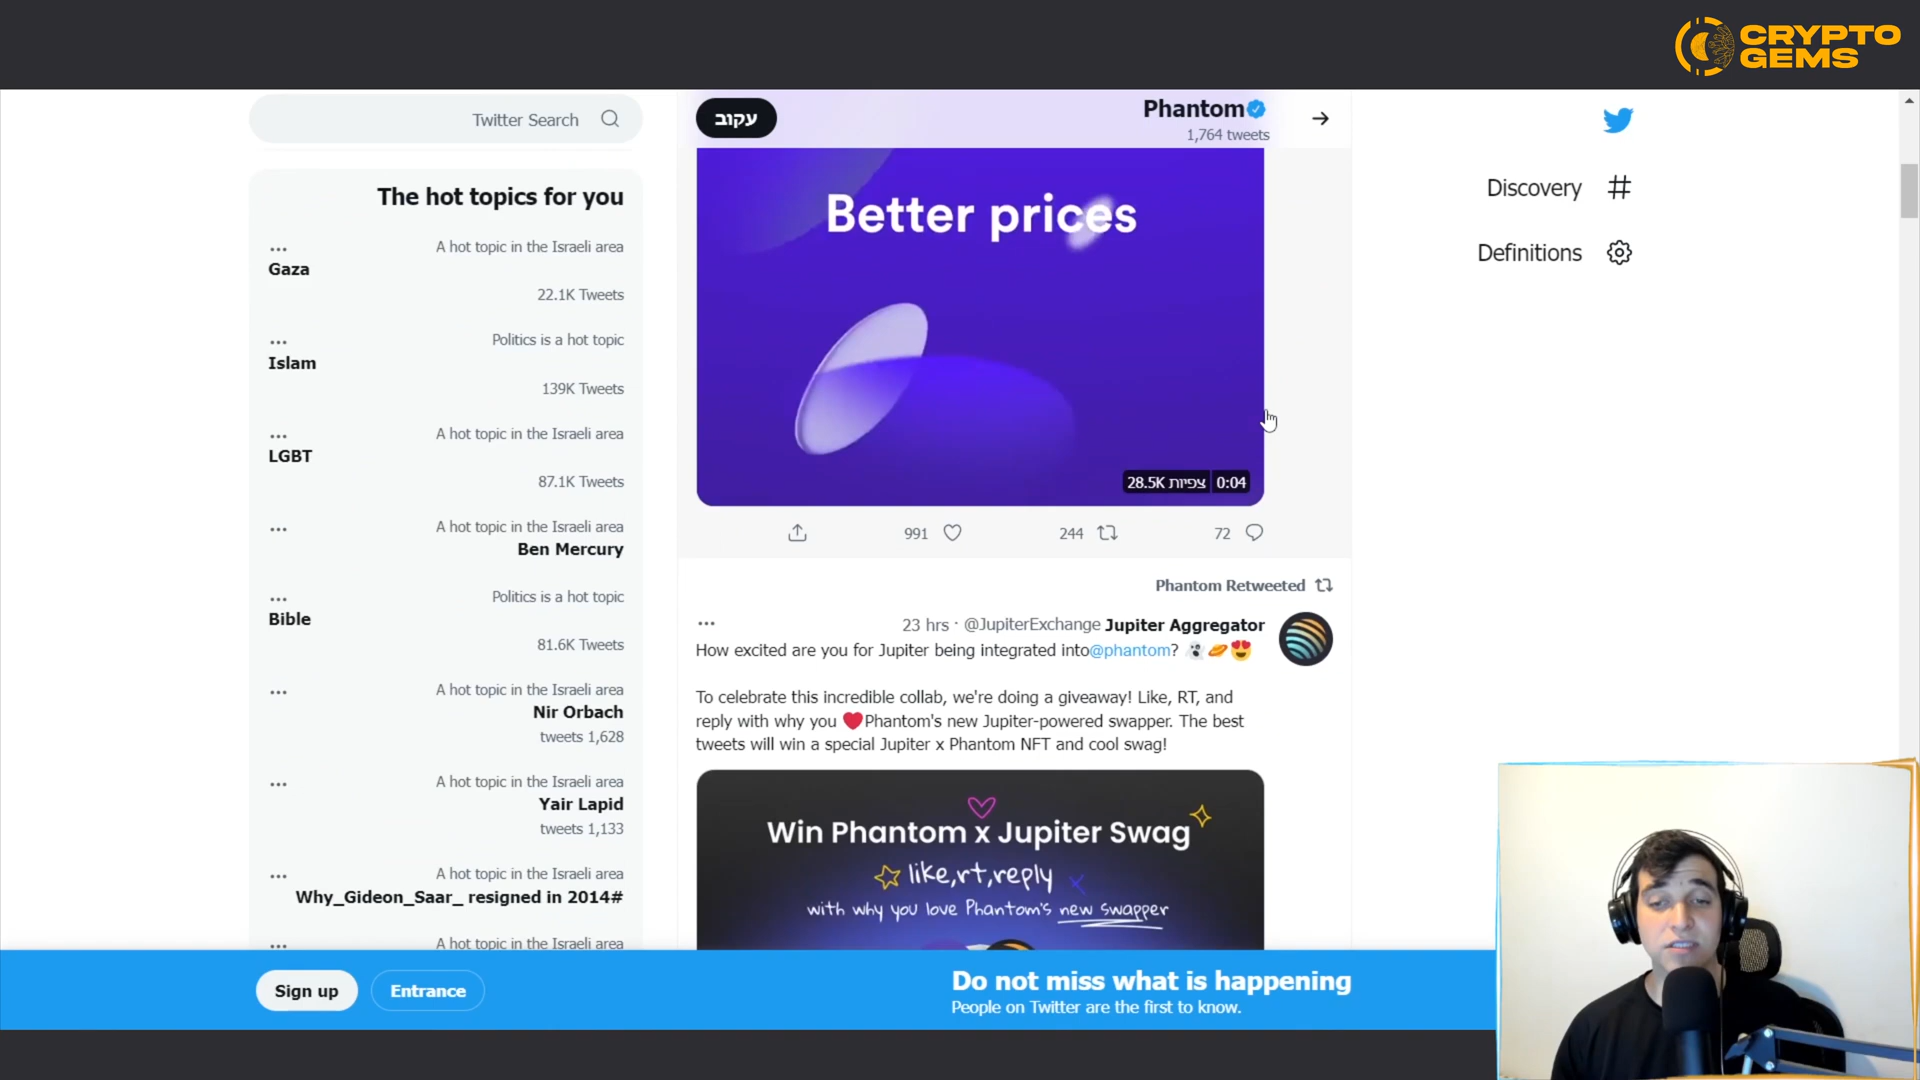 CRYPTO
GEMS
Twitter Search
The hot topics for you
A hot topic in the Israeli area
Gaza
22.1K Tweets
Politics is a hot topic
Islam
139K Tweets
A hot topic in the Israeli area
LGBT
87.1K Tweets
A hot topic in the Israeli area
Ben Mercury
Politics is a hot topic
Bible
81.6K Tweets
A hot topic in the Israeli area
Nir Orbach
tweets 1,628
A hot topic in the Israeli area
Yair Lapid
tweets 1,133
A hot topic in the Israeli area
Why_Gideon_Saar_ resigned in 2014#
A hot topic in the Israeli area
עקוב
Phantom
1,764 tweets
Better prices
28.5K צפיות
0:04
991
244
72
Phantom Retweeted
23 hrs · @JupiterExchange Jupiter Aggregator
How excited are you for Jupiter being integrated into@phantom? 👻🪐😍
To celebrate this incredible collab, we're doing a giveaway! Like, RT, and
reply with why you ❤️Phantom's new Jupiter-powered swapper. The best
tweets will win a special Jupiter x Phantom NFT and cool swag!
Win Phantom x Jupiter Swag
like,rt,reply
with why you love Phantom's new swapper
Discovery
Definitions
Sign up
Entrance
Do not miss what is happening
People on Twitter are the first to know.